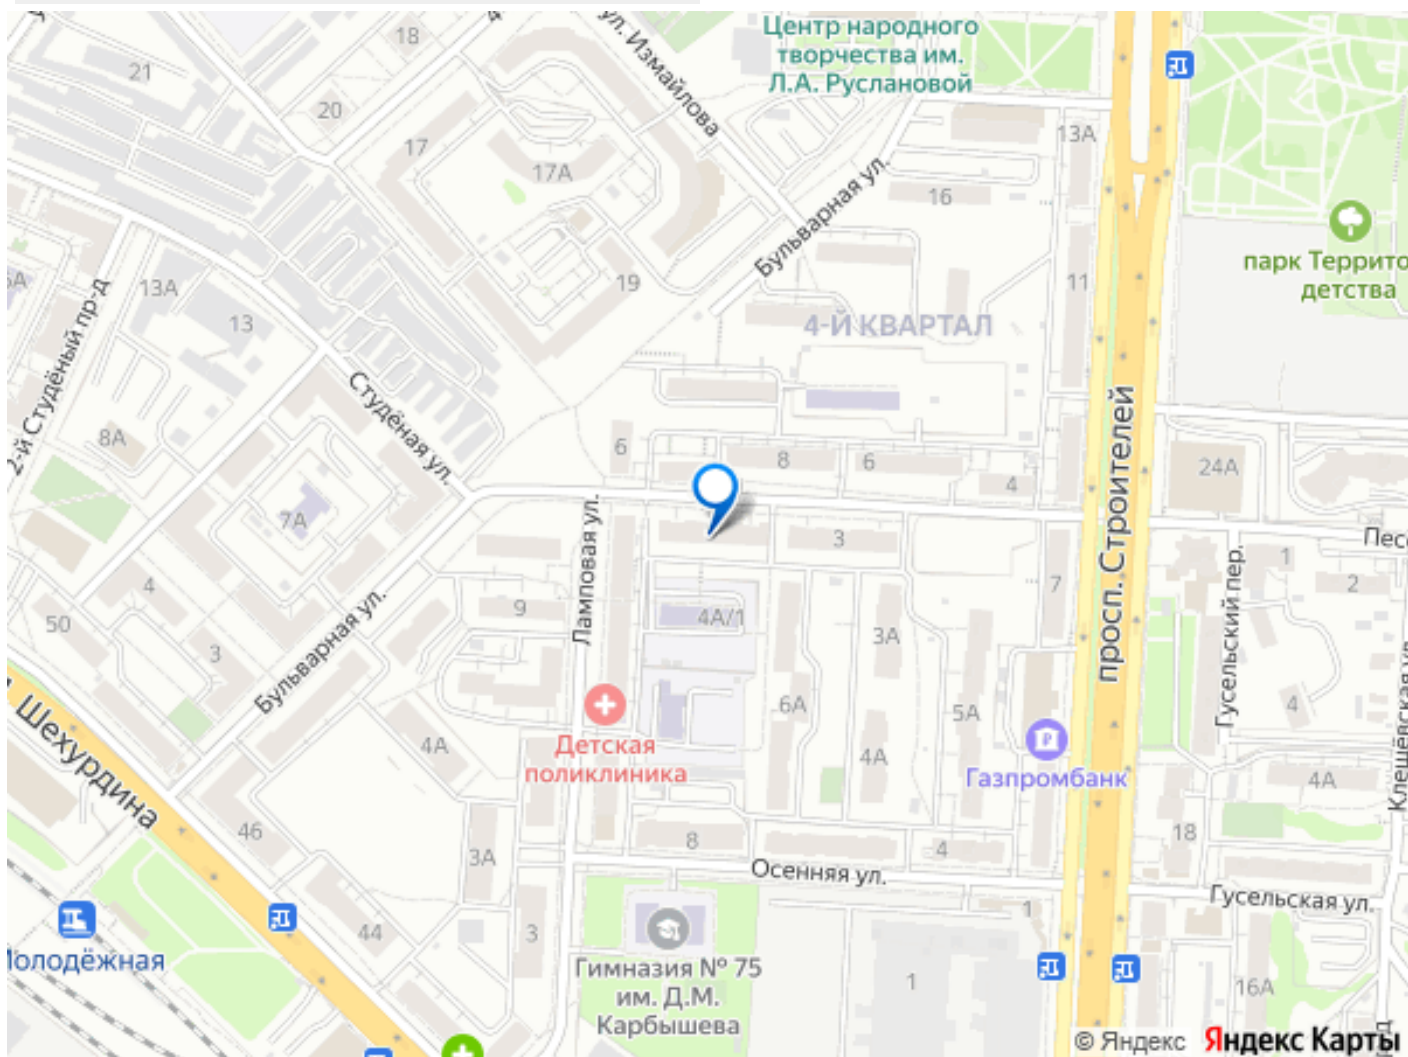 18
21
20
17
17А
ул. Измайлова
Центр народного
творчества им.
Л.А. Руслановой
13А
16
Бульварная ул.
парк Террито
детства
11
19
4-Й КВАРТАЛ
13А
13
2-й Студёный пр-д
Студёная ул.
8А
7А
6
8
6
4
24А
просп. Строителей
Ламповая ул.
3
7
1
2
Гусельский пер.
50
4
3
Бульварная ул.
9
4А/1
3А
6А
5А
4А
4А
4
4А
Клещёвская ул.
Шехурдина
Детская
поликлиника
Газпромбанк
46
3А
8
4
18
Осенняя ул.
Гусельская ул.
1
44
3
Молодёжная
Гимназия № 75
им. Д.М.
Карбышева
1
16А
© Яндекс Яндекс Карты